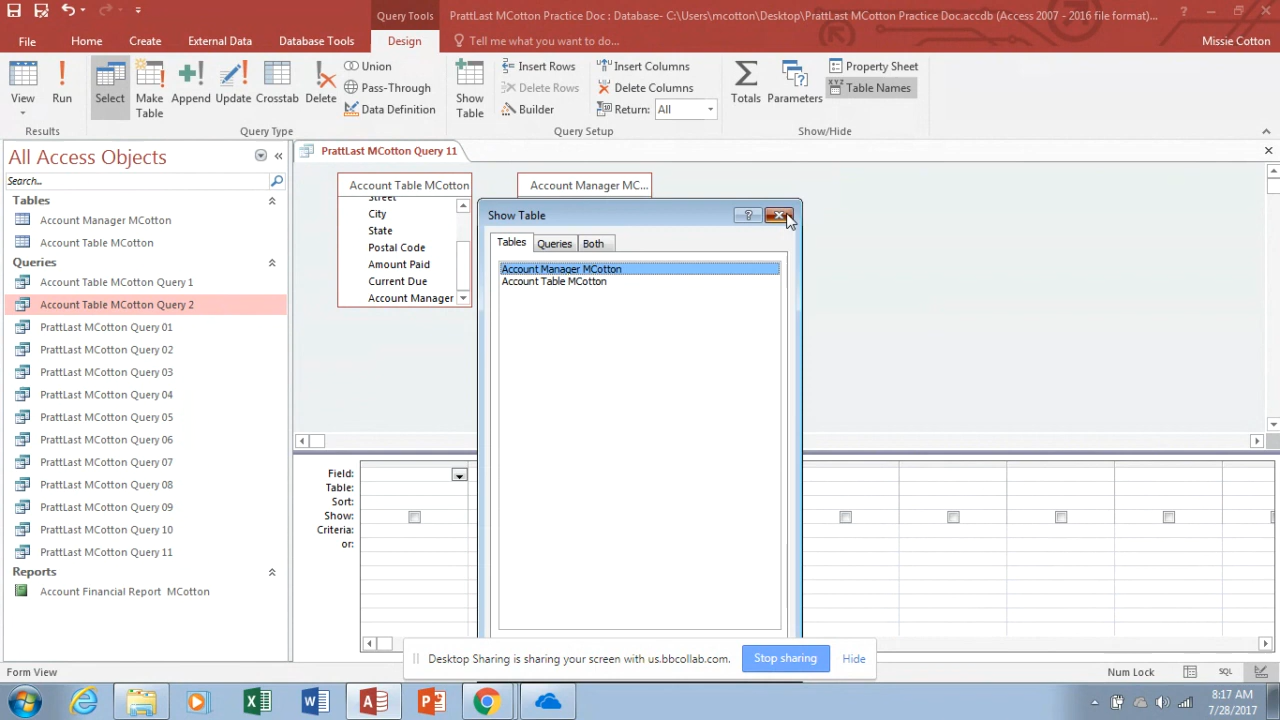 Query Tools
PrattLast MCotton Practice Doc : Database- C:\Users\mcotton\Desktop\PrattLast MCotton Practice Doc.accdb (Access 2007 - 2016 file format)...
?
File
Home
Create
External Data
Database Tools
Design
Tell me what you want to do...
Missie Cotton
View
Run
Select
Make Table
Append
Update
Crosstab
Delete
Union
Pass-Through
Data Definition
Show Table
Insert Rows
Delete Rows
Builder
Insert Columns
Delete Columns
Return: All
Totals
Parameters
Property Sheet
XYZ Table Names
Results
Query Type
Query Setup
Show/Hide
All Access Objects
Search...
Tables
Account Manager MCotton
Account Table MCotton
Queries
Account Table MCotton Query 1
Account Table MCotton Query 2
PrattLast MCotton Query 01
PrattLast MCotton Query 02
PrattLast MCotton Query 03
PrattLast MCotton Query 04
PrattLast MCotton Query 05
PrattLast MCotton Query 06
PrattLast MCotton Query 07
PrattLast MCotton Query 08
PrattLast MCotton Query 09
PrattLast MCotton Query 10
PrattLast MCotton Query 11
Reports
Account Financial Report  MCotton
PrattLast MCotton Query 11
Account Table MCotton
Street
City
State
Postal Code
Amount Paid
Current Due
Account Manager
Account Manager MC...
Show Table
?
Tables
Queries
Both
Account Manager MCotton
Account Table MCotton
Field:
Table:
Sort:
Show:
Criteria:
or:
Desktop Sharing is sharing your screen with us.bbcollab.com.
Stop sharing
Hide
Form View
Num Lock
SQL
8:17 AM
7/28/2017